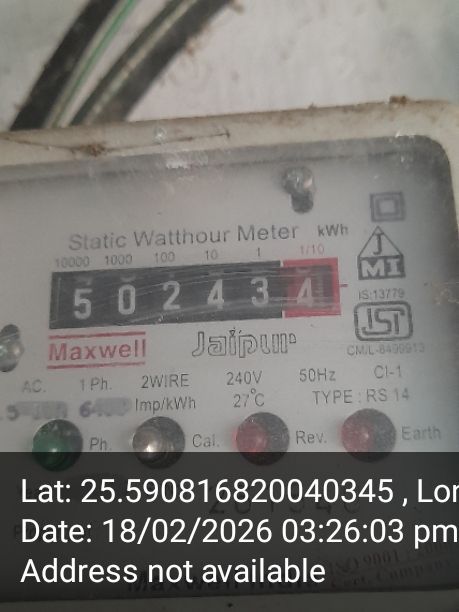 Static Watthour Meter kWh
10000 1000 100 10 1 1/10
5 0 2 4 3 4
J
MI
IS:13779
Maxwell Jaipur
CM/L-8499913
AC. 1 Ph. 2WIRE 240V 50Hz Cl-1
Imp/kWh 27°C TYPE : RS 14
Ph. Cal. Rev. Earth
Lat: 25.590816820040345 , Lon
Date: 18/02/2026 03:26:03 pm
Address not available